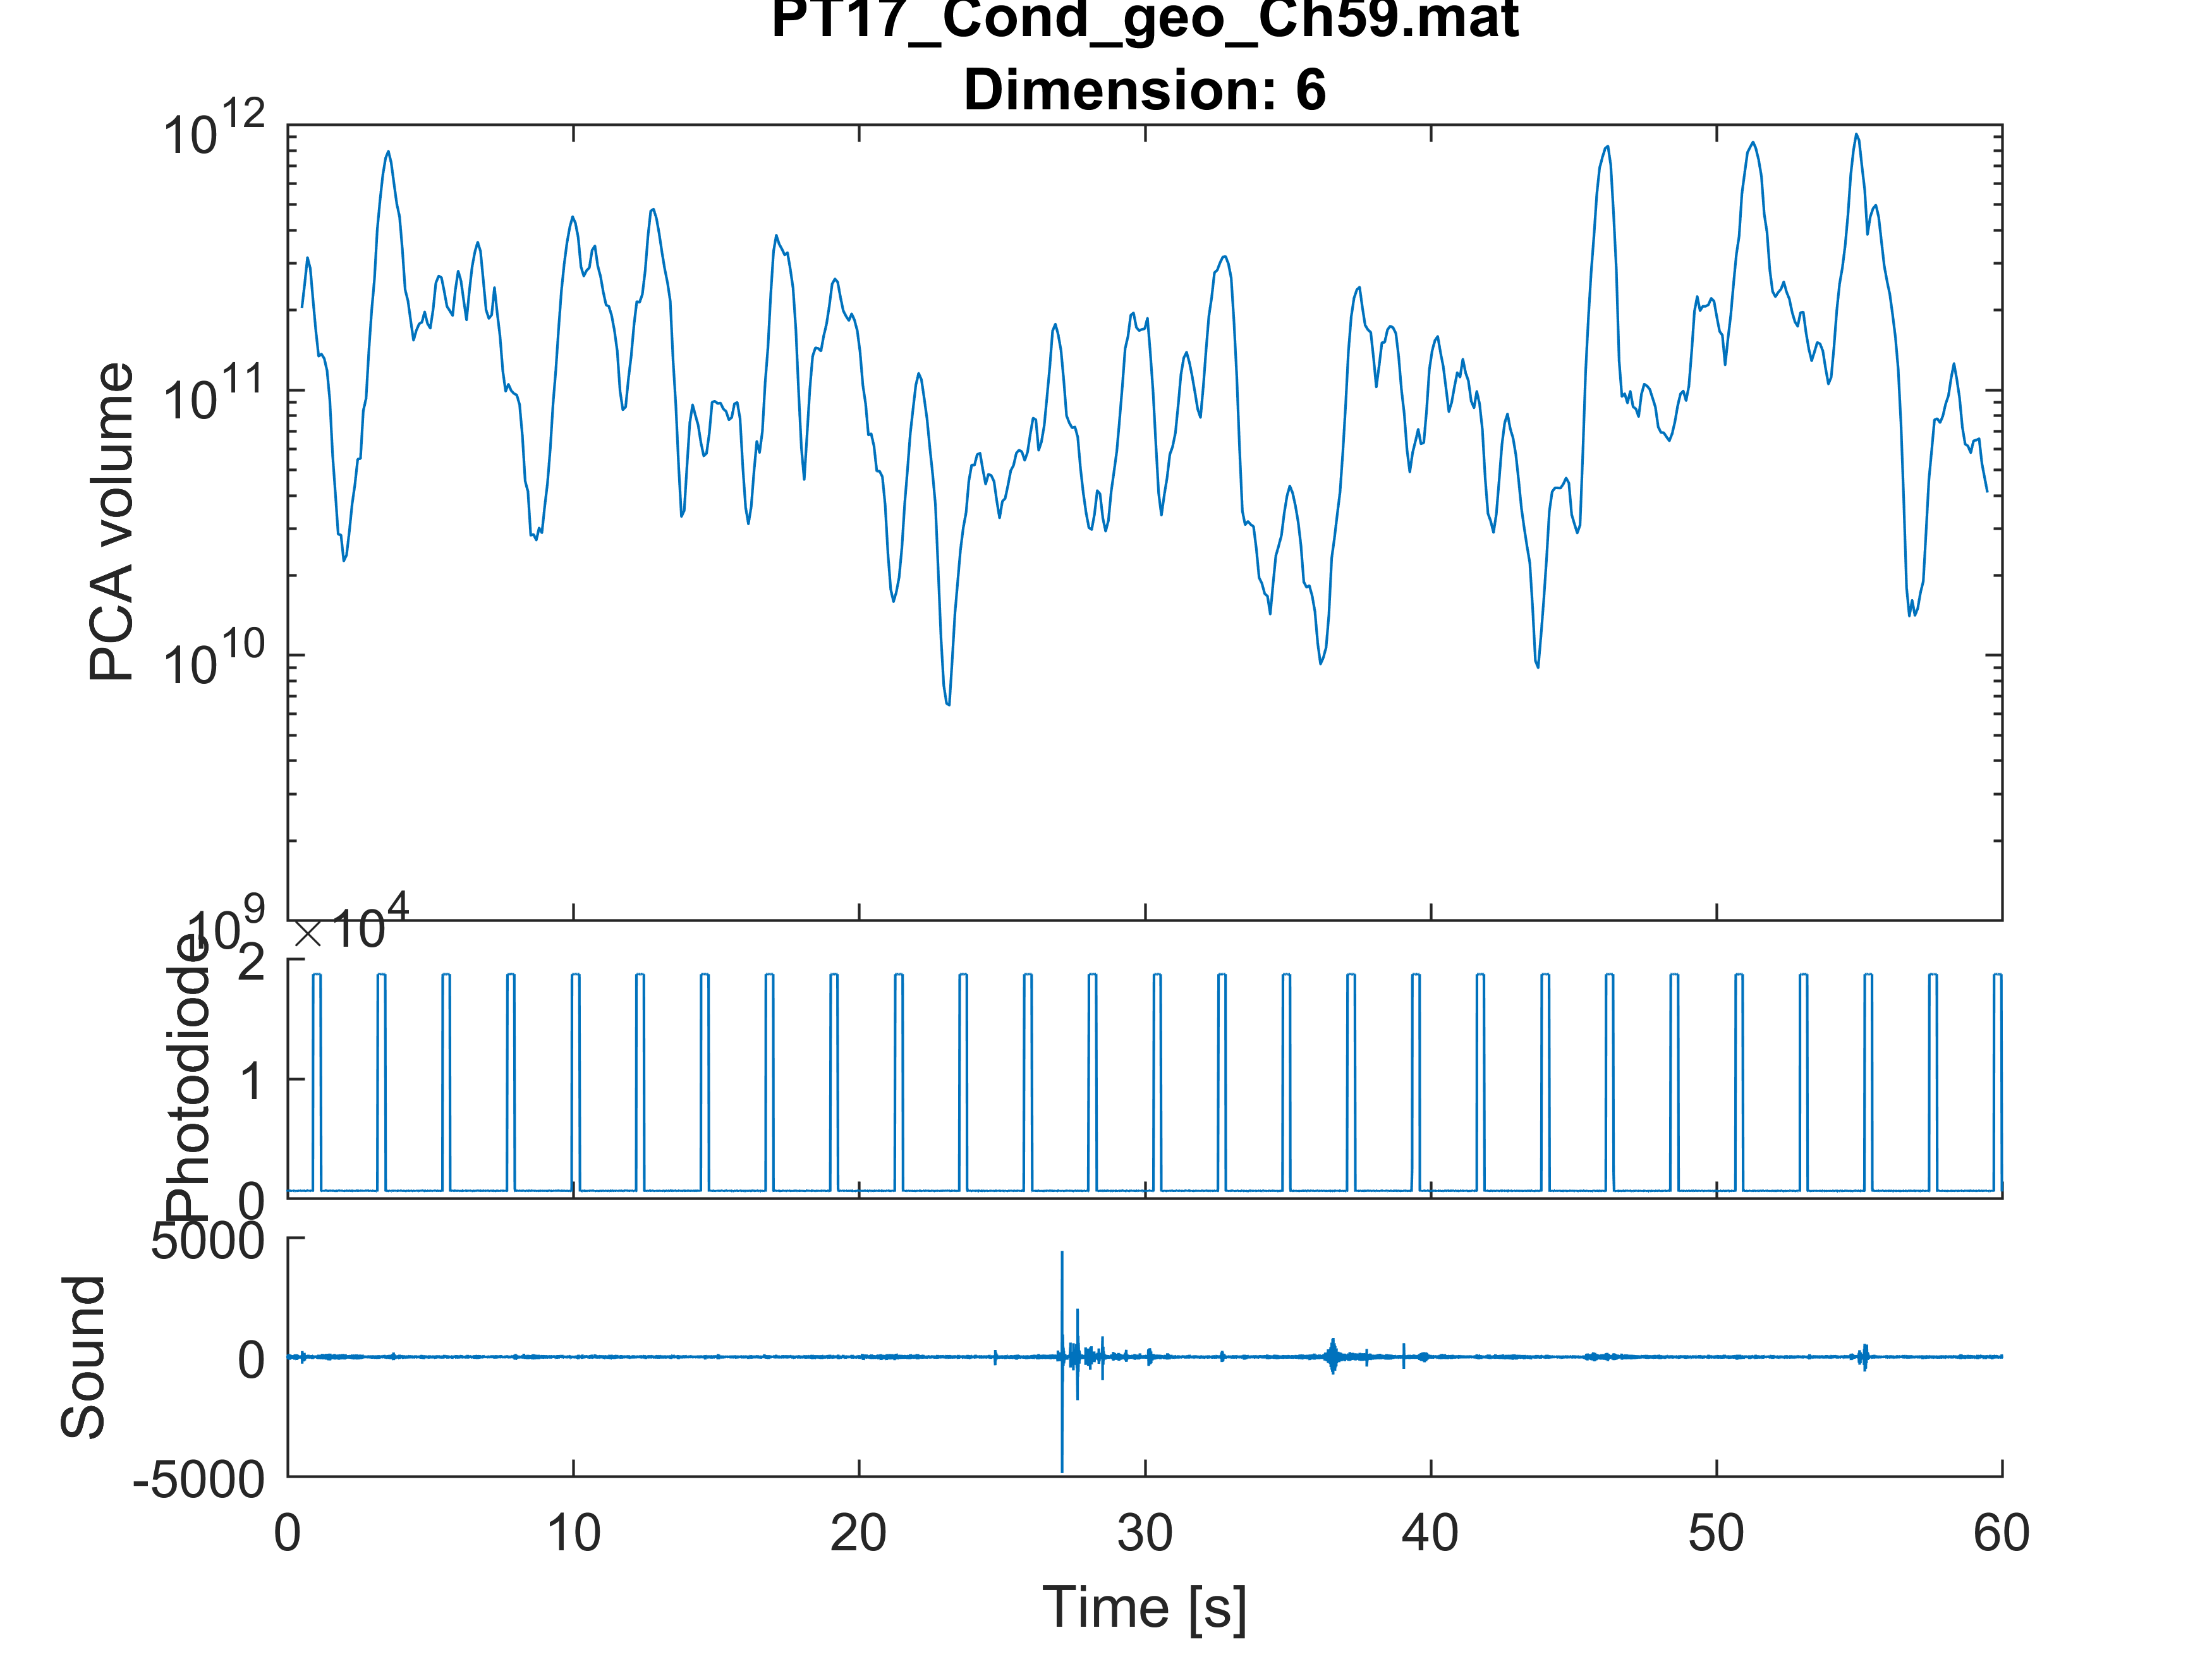 PT17_Cond_geo_Ch59.mat
Dimension: 6
PCA volume
10^12
10^11
10^10
10^9
× 10^4
Photodiode
2
1
0
Sound
5000
0
-5000
0 10 20 30 40 50 60
Time [s]